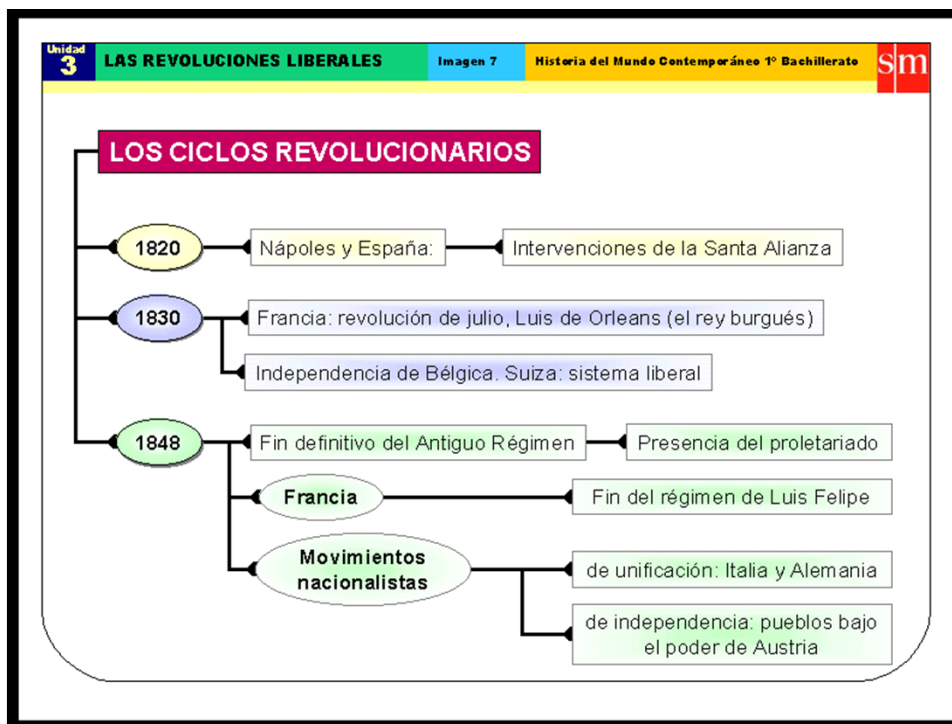 Unidad
3
LAS REVOLUCIONES LIBERALES
Imagen 7
Historia del Mundo Contemporáneo 1º Bachillerato
sm
LOS CICLOS REVOLUCIONARIOS
1820
Nápoles y España:
Intervenciones de la Santa Alianza
1830
Francia: revolución de julio, Luis de Orleans (el rey burgués)
Independencia de Bélgica. Suiza: sistema liberal
1848
Fin definitivo del Antiguo Régimen
Presencia del proletariado
Francia
Fin del régimen de Luis Felipe
Movimientos
nacionalistas
de unificación: Italia y Alemania
de independencia: pueblos bajo
el poder de Austria